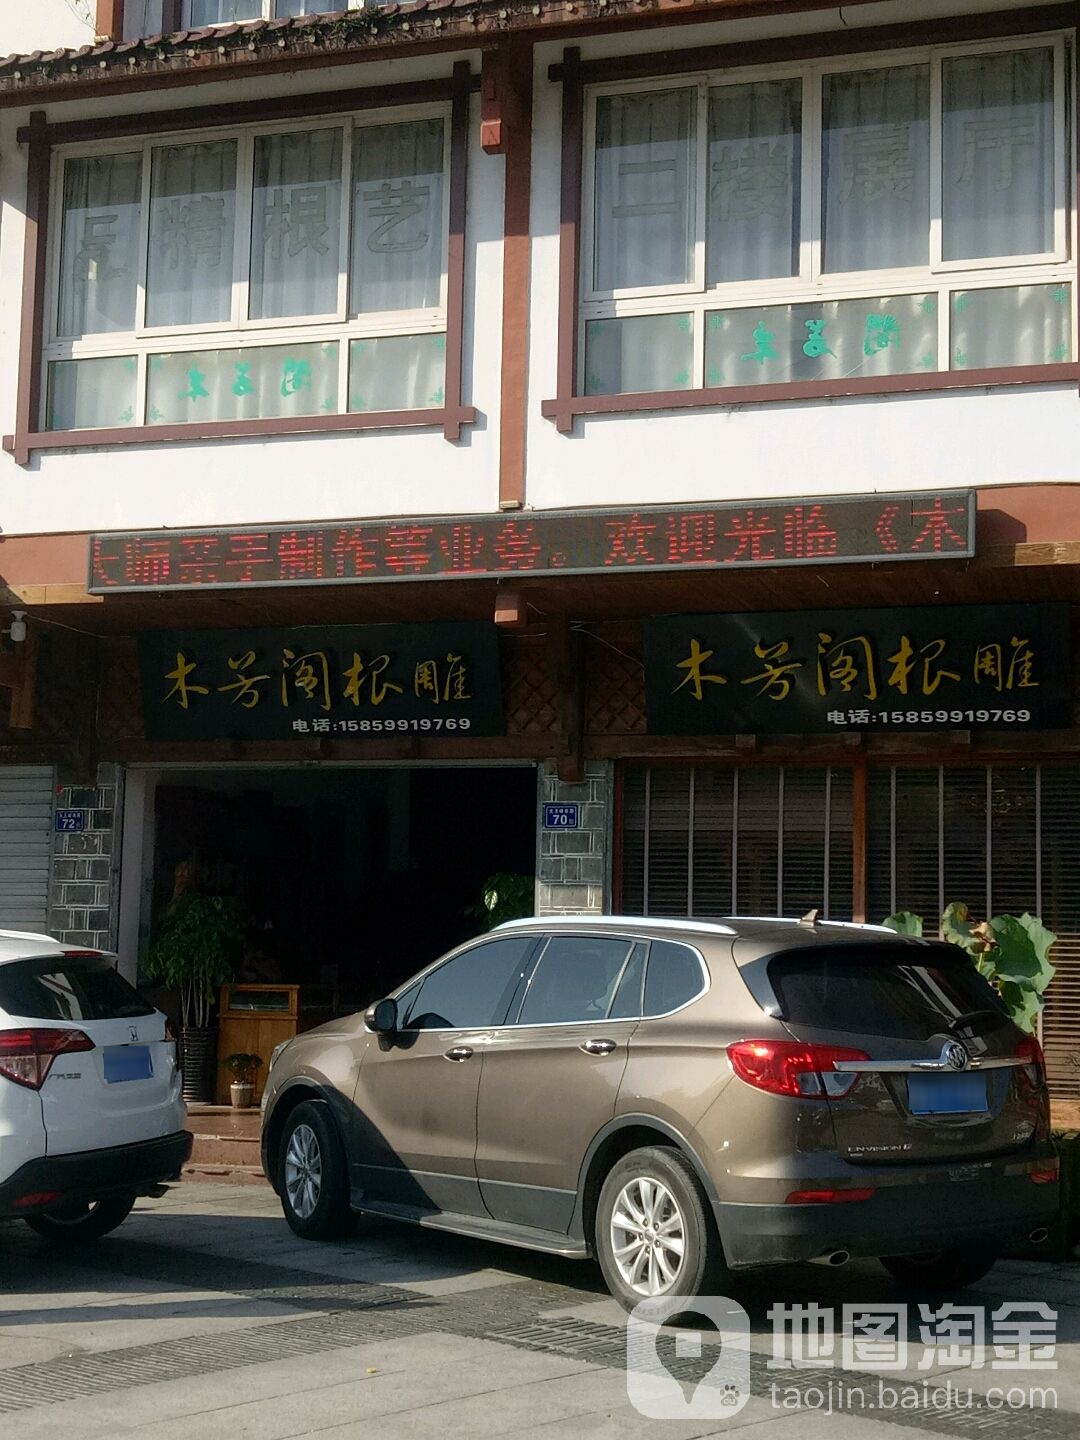 精根艺
二楼展厅
木芳阁
木芳阁
大师亲手制作等业务。欢迎光临《木
木芳阁根雕
电话:15859919769
木芳阁根雕
电话:15859919769
72
70
ENVISION
地图淘金
taojin.baidu.com